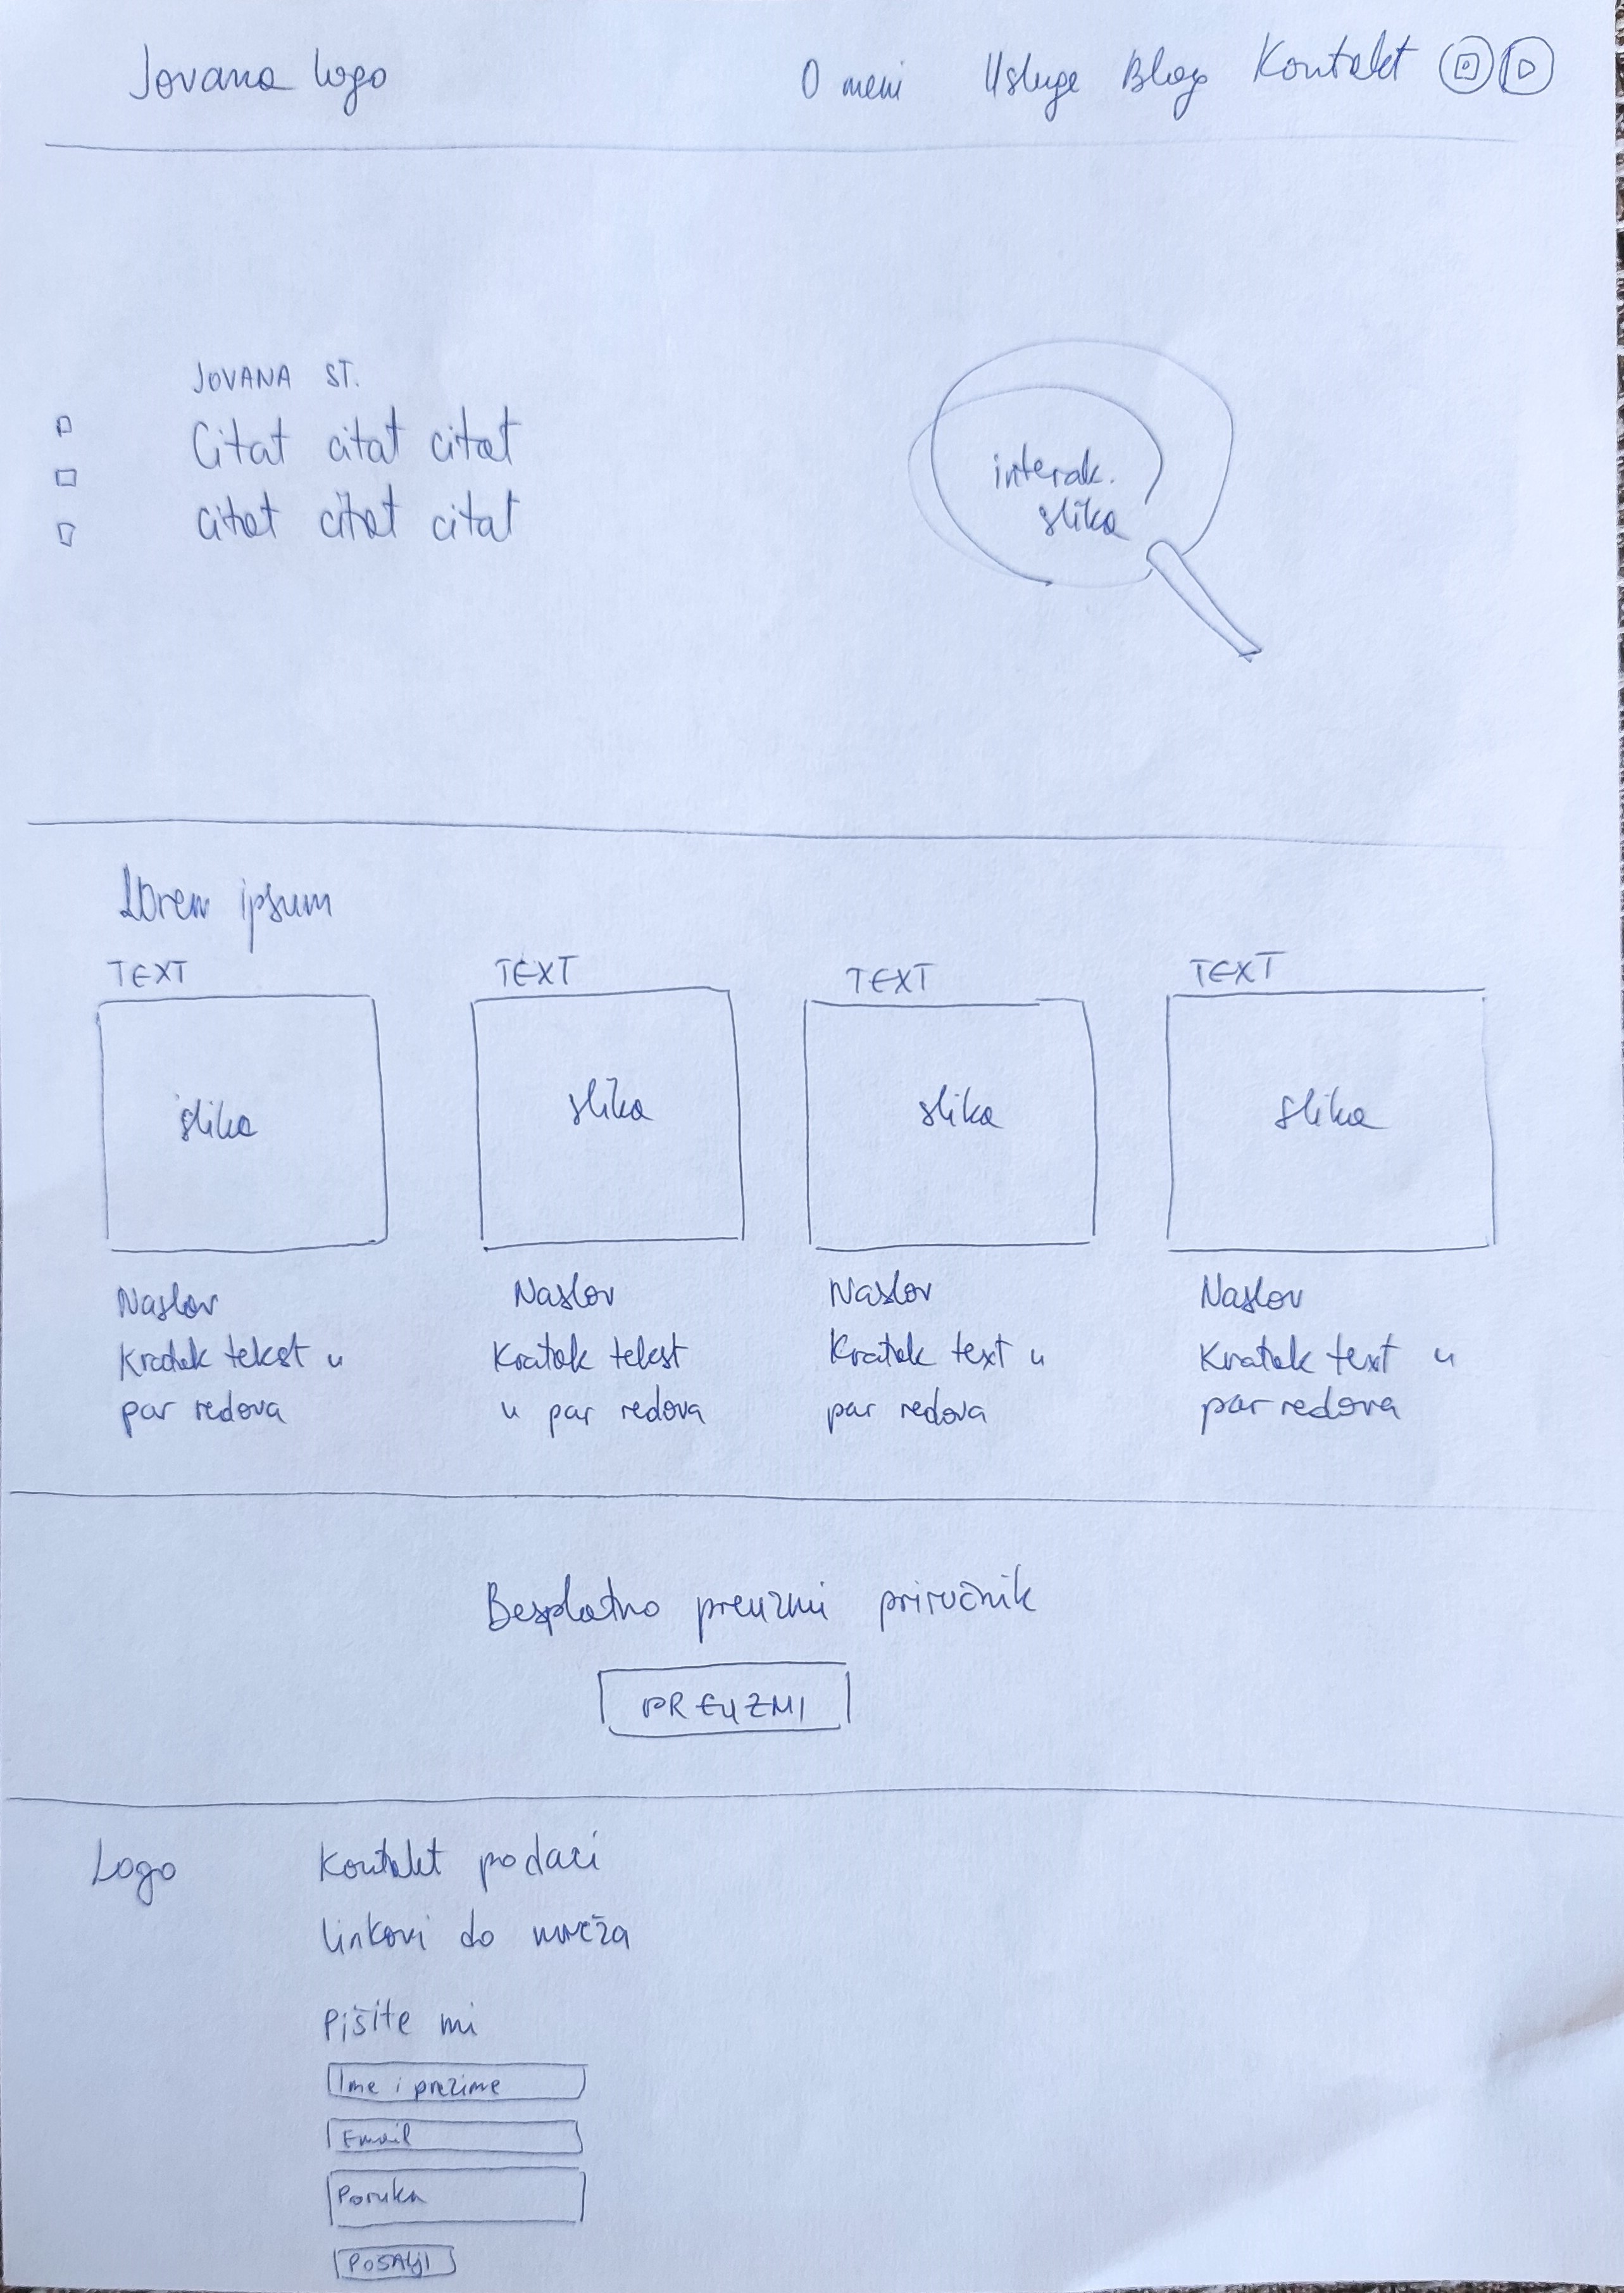 Jovana logo
O meni Usluge Blog Kontakt
JOVANA ST.
Citat citat citat
citat citat citat
interak.
slika
Lorem ipsum
TEXT TEXT TEXT TEXT
slika slika slika slika
Naslov Naslov Naslov Naslov
Kratak tekst u Kratak tekst Kratak text u Kratak text u
par redova u par redova par redova par redova
Besplatno preuzmi priručnik
PREUZMI
Logo Kontakt podaci
linkovi do mreža
Pišite mi
Ime i prezime
Email
Poruka
POSALJI